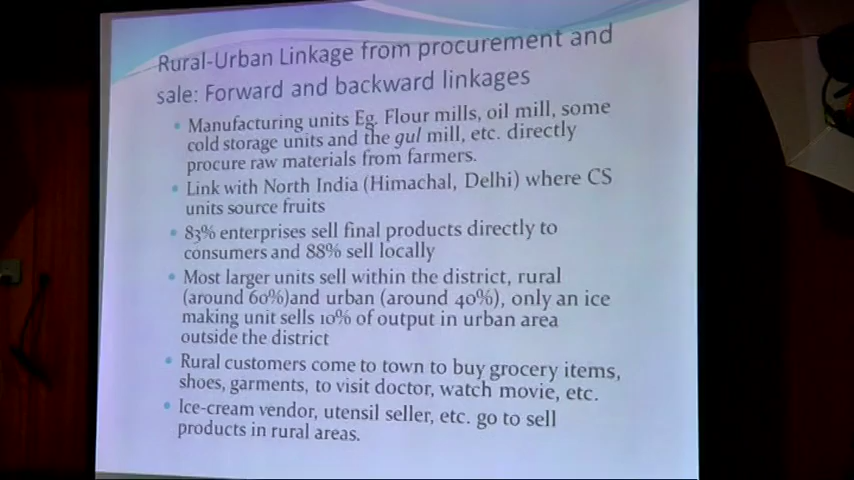 Rural-Urban Linkage from procurement and
sale: Forward and backward linkages
• Manufacturing units Eg. Flour mills, oil mill, some
cold storage units and the gul mill, etc. directly
procure raw materials from farmers.
• Link with North India (Himachal, Delhi) where CS
units source fruits
• 83% enterprises sell final products directly to
consumers and 88% sell locally
• Most larger units sell within the district, rural
(around 60%)and urban (around 40%), only an ice
making unit sells 10% of output in urban area
outside the district
• Rural customers come to town to buy grocery items,
shoes, garments, to visit doctor, watch movie, etc.
• Ice-cream vendor, utensil seller, etc. go to sell
products in rural areas.